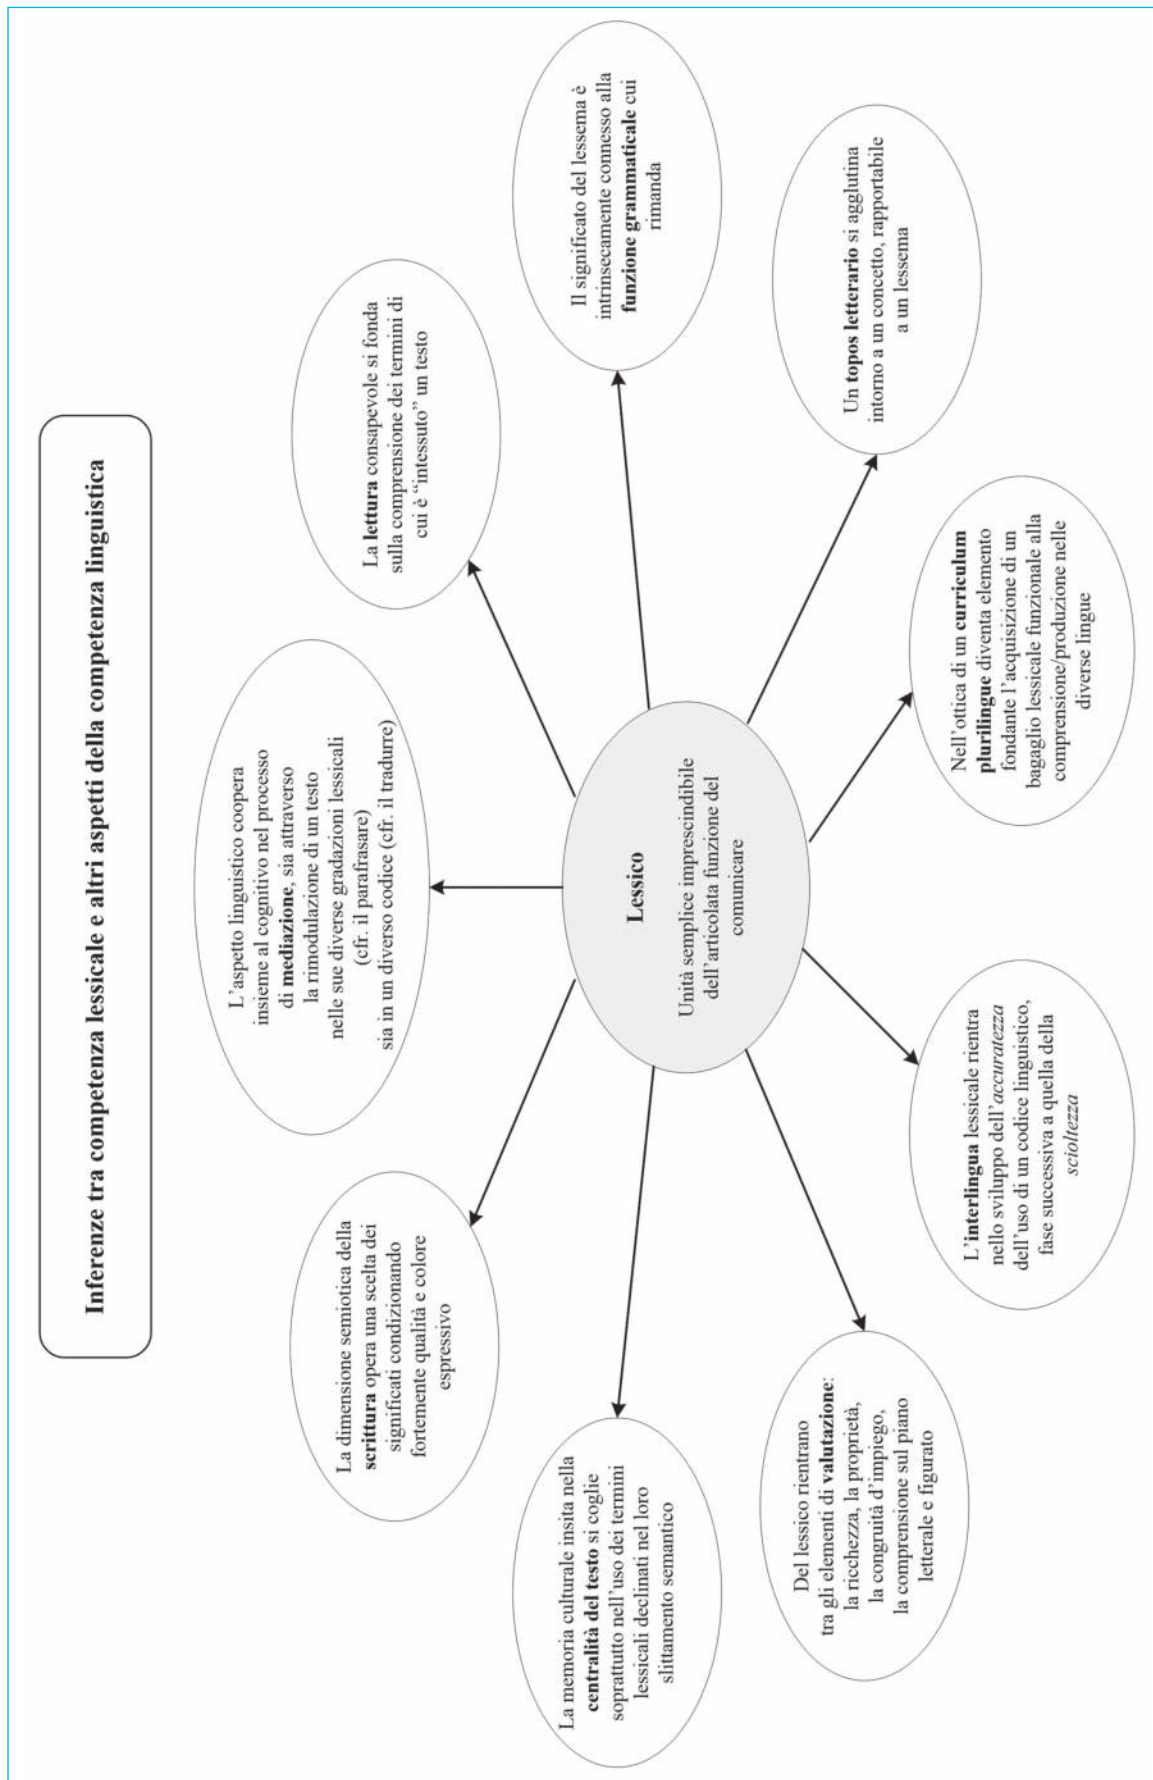 Inferenze tra competenza lessicale e altri aspetti della competenza linguistica
L'aspetto linguistico coopera
insieme al cognitivo nel processo
di mediazione, sia attraverso
la rimodulazione di un testo
nelle sue diverse gradazioni lessicali
(cfr. il parafrasare)
sia in un diverso codice (cfr. il tradurre)
La dimensione semiotica della
scrittura opera una scelta dei
significati condizionando
fortemente qualità e colore
espressivo
La lettura consapevole si fonda
sulla comprensione dei termini di
cui è “intessuto” un testo
La memoria culturale insita nella
centralità del testo si coglie
soprattutto nell'uso dei termini
lessicali declinati nel loro
slittamento semantico
Il significato del lessema è
intrinsecamente connesso alla
funzione grammaticale cui
rimanda
Lessico
Unità semplice imprescindibile
dell'articolata funzione del
comunicare
Del lessico rientrano
tra gli elementi di valutazione:
la ricchezza, la proprietà,
la congruità d'impiego,
la comprensione sul piano
letterale e figurato
Un topos letterario si agglutina
intorno a un concetto, rapportabile
a un lessema
L'interlingua lessicale rientra
nello sviluppo dell'accuratezza
dell'uso di un codice linguistico,
fase successiva a quella della
scioltezza
Nell'ottica di un curriculum
plurilingue diventa elemento
fondante l'acquisizione di un
bagaglio lessicale funzionale alla
comprensione/produzione nelle
diverse lingue